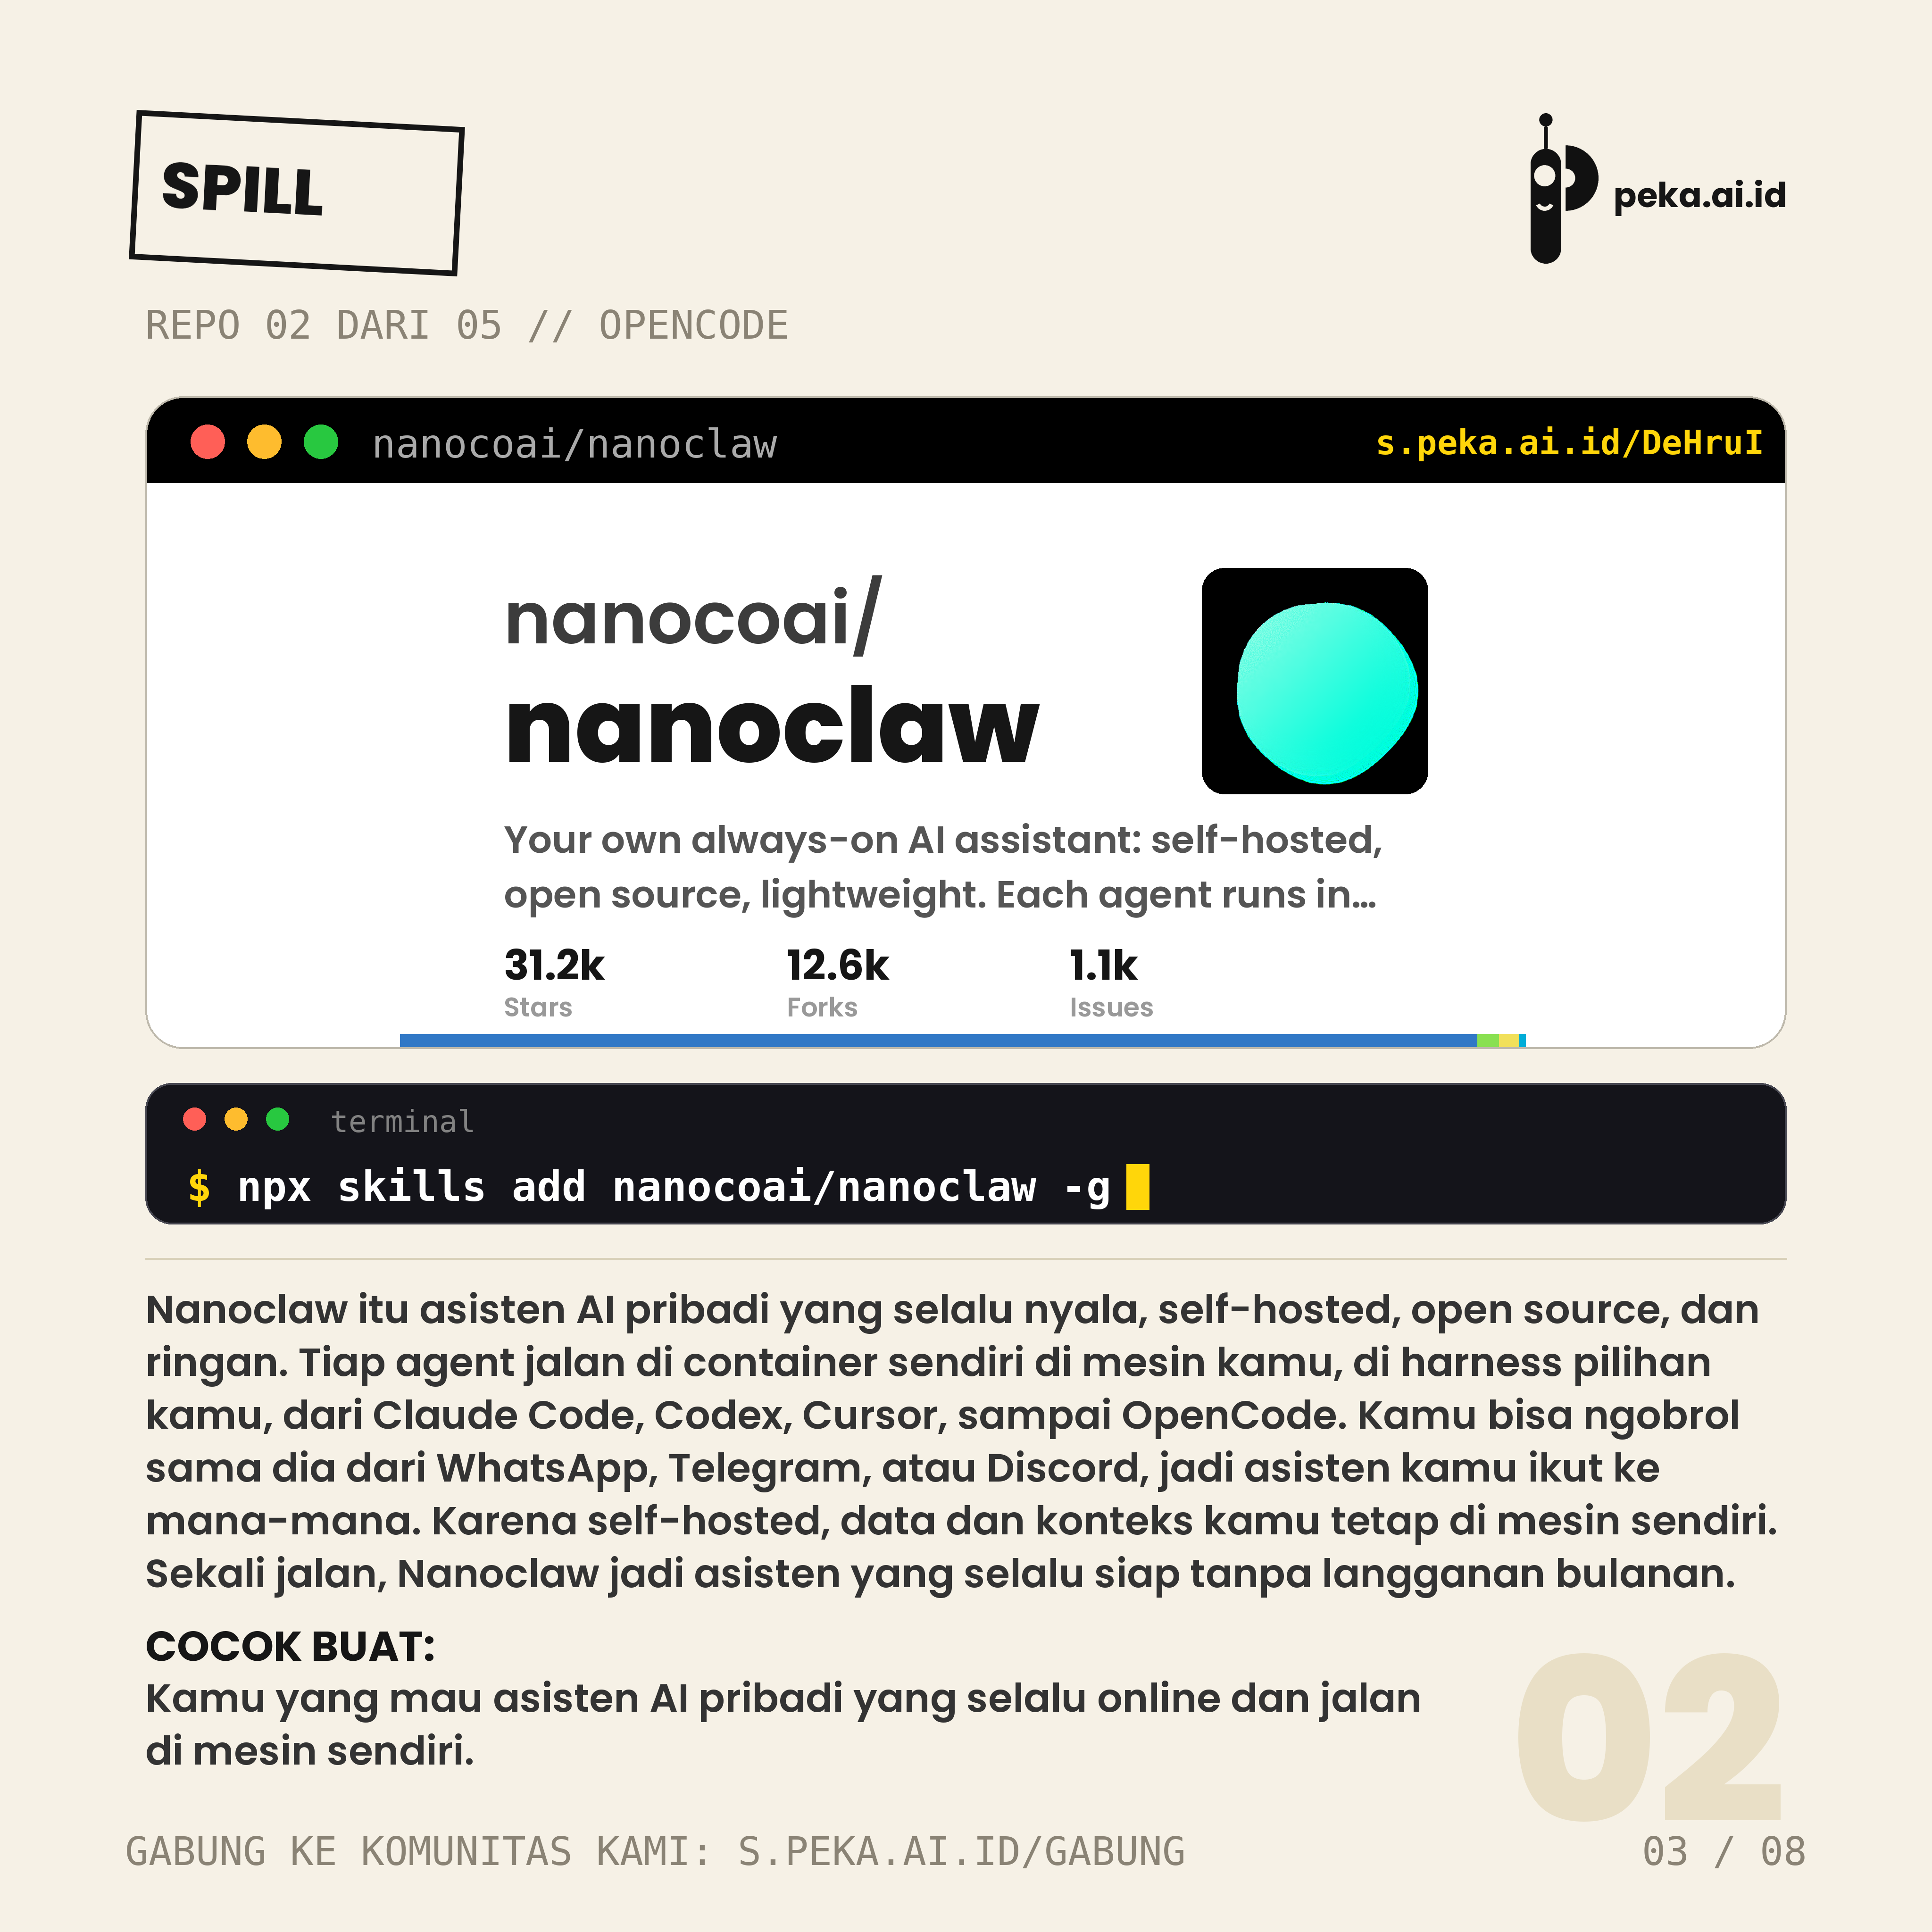 SPILL
peka.ai.id
REPO 02 DARI 05 // OPENCODE
nanocoai/nanoclaw
s.peka.ai.id/DeHruI
nanocoai/
nanoclaw
Your own always-on AI assistant: self-hosted,
open source, lightweight. Each agent runs in...
31.2k
Stars
12.6k
Forks
1.1k
Issues
terminal
$ npx skills add nanocoai/nanoclaw -g
Nanoclaw itu asisten AI pribadi yang selalu nyala, self-hosted, open source, dan
ringan. Tiap agent jalan di container sendiri di mesin kamu, di harness pilihan
kamu, dari Claude Code, Codex, Cursor, sampai OpenCode. Kamu bisa ngobrol
sama dia dari WhatsApp, Telegram, atau Discord, jadi asisten kamu ikut ke
mana-mana. Karena self-hosted, data dan konteks kamu tetap di mesin sendiri.
Sekali jalan, Nanoclaw jadi asisten yang selalu siap tanpa langganan bulanan.
COCOK BUAT:
Kamu yang mau asisten AI pribadi yang selalu online dan jalan
di mesin sendiri.
02
GABUNG KE KOMUNITAS KAMI: S.PEKA.AI.ID/GABUNG
03 / 08